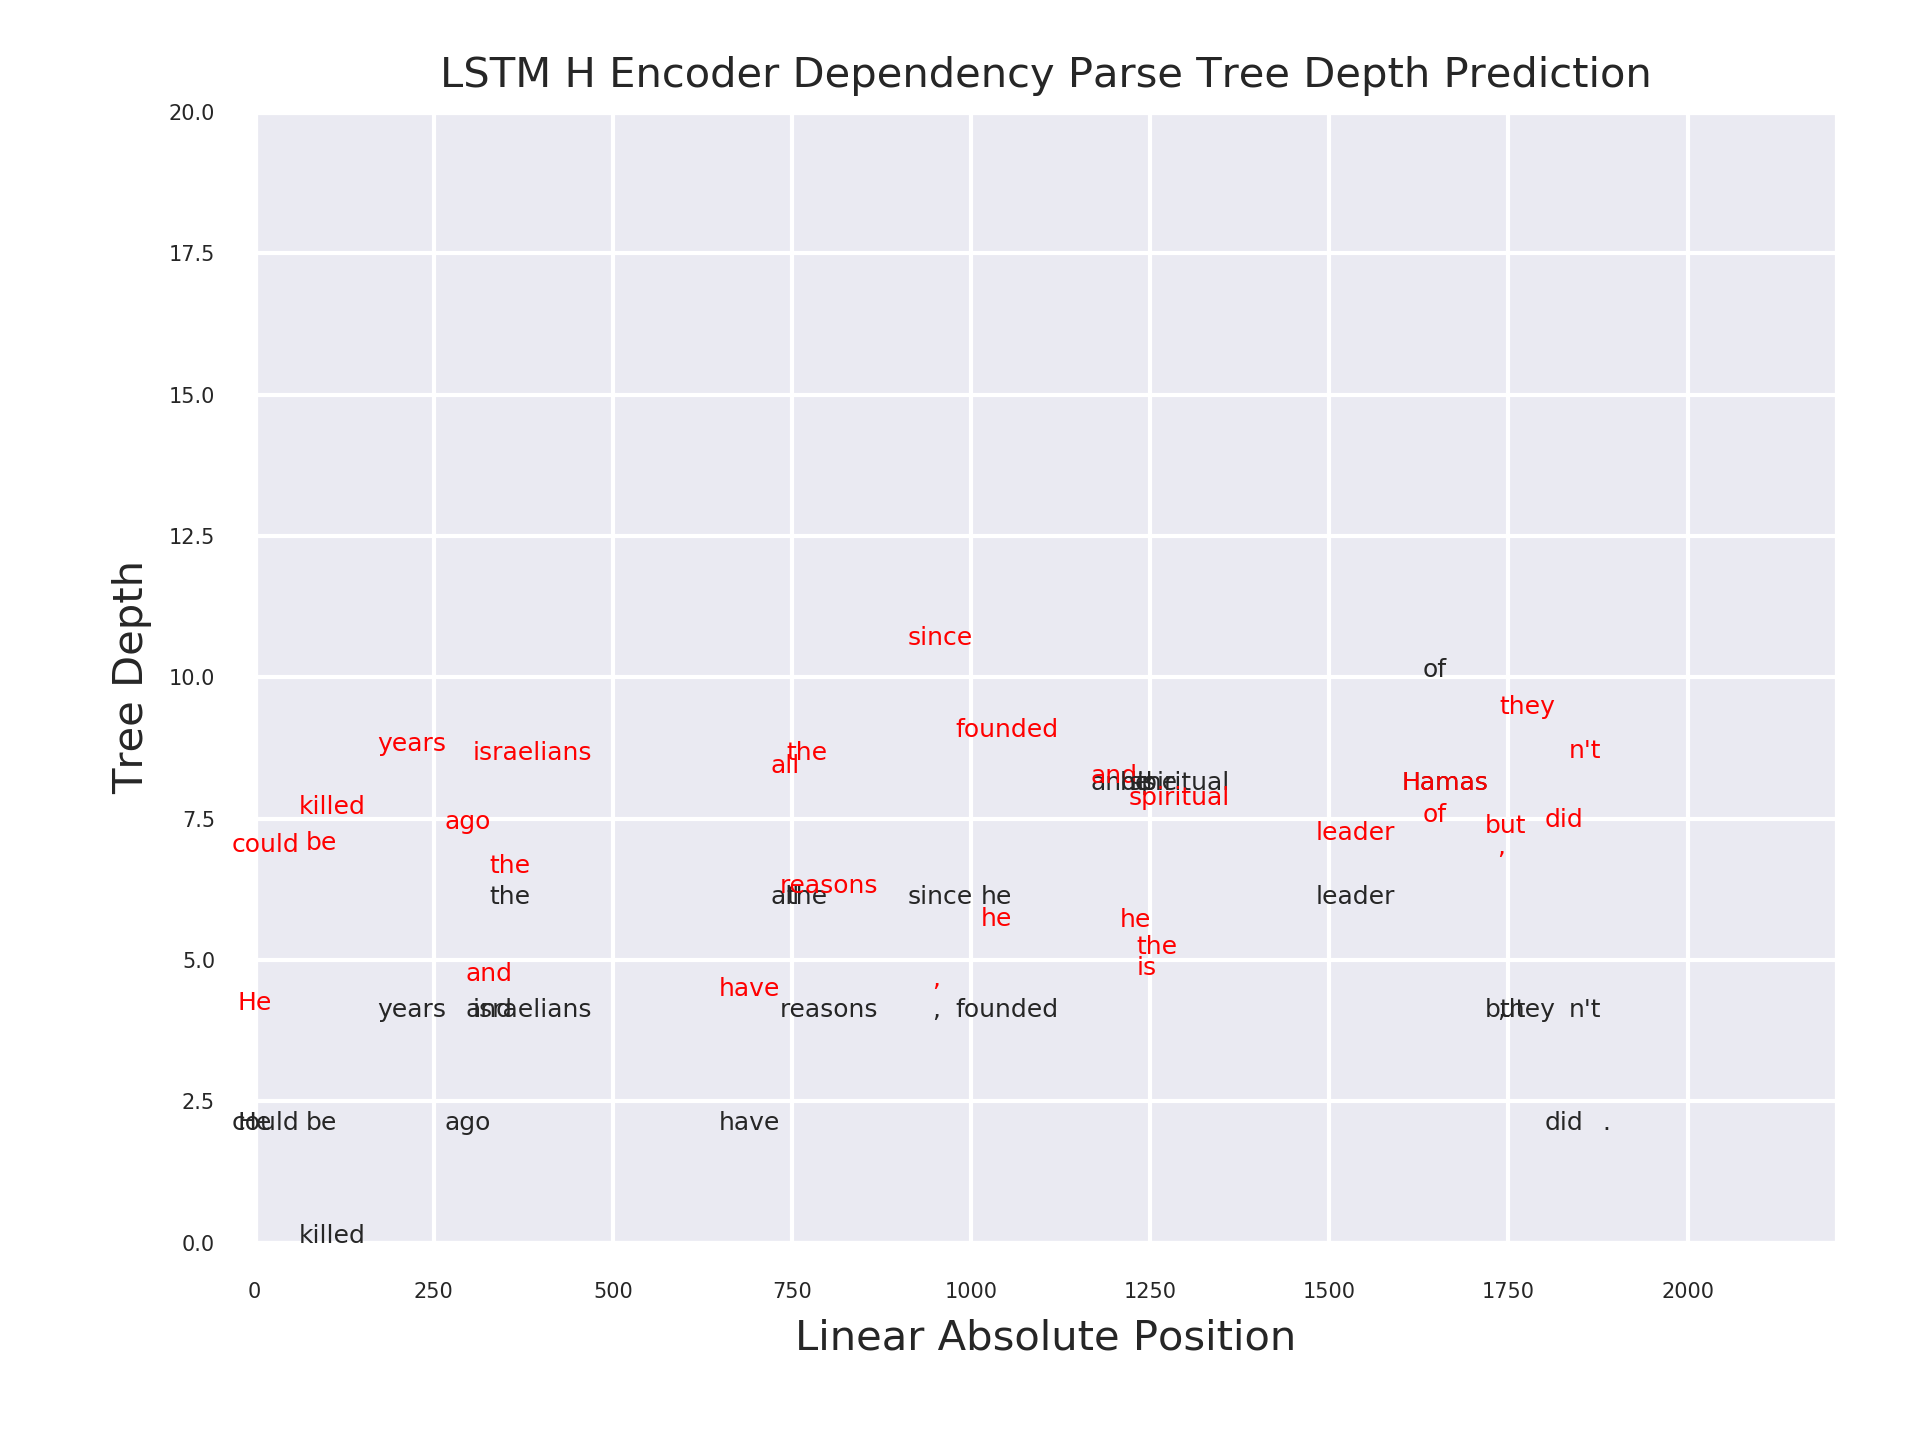 LSTM H Encoder Dependency Parse Tree Depth Prediction
20.0
17.5
15.0
12.5
since
10.0
of
they
founded
years
israelians
the
n't
all
and
and
he
is
the
spiritual
Hamas
spiritual
killed
7.5
ago
of
but
did
leader
could
be
,
the
reasons
the
all
the
since
he
leader
he
he
the
5.0
is
and
have
,
He
years
and
israelians
reasons
,
founded
but
,
they
n't
2.5
could
He
be
ago
have
did
.
killed
0.0
0
250
500
750
1000
1250
1500
1750
2000
Tree Depth
Linear Absolute Position